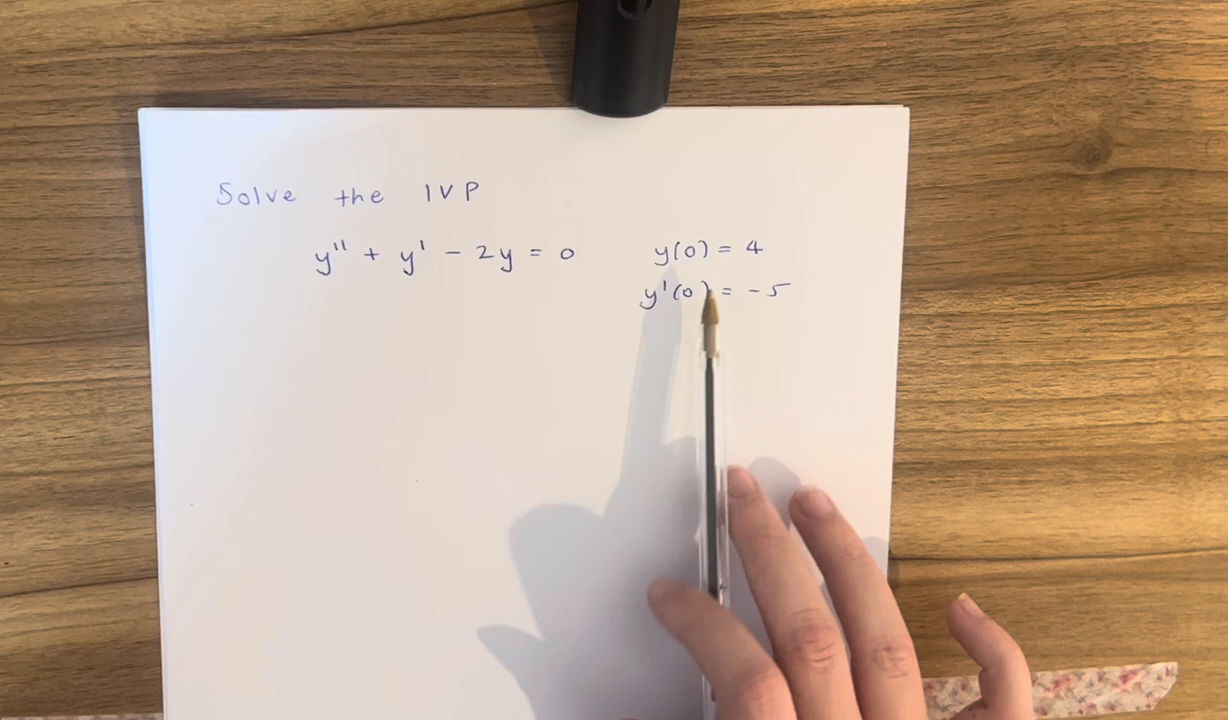 Solve the IVP
y'' + y' - 2y = 0 y(0) = 4
y'(0) = -5